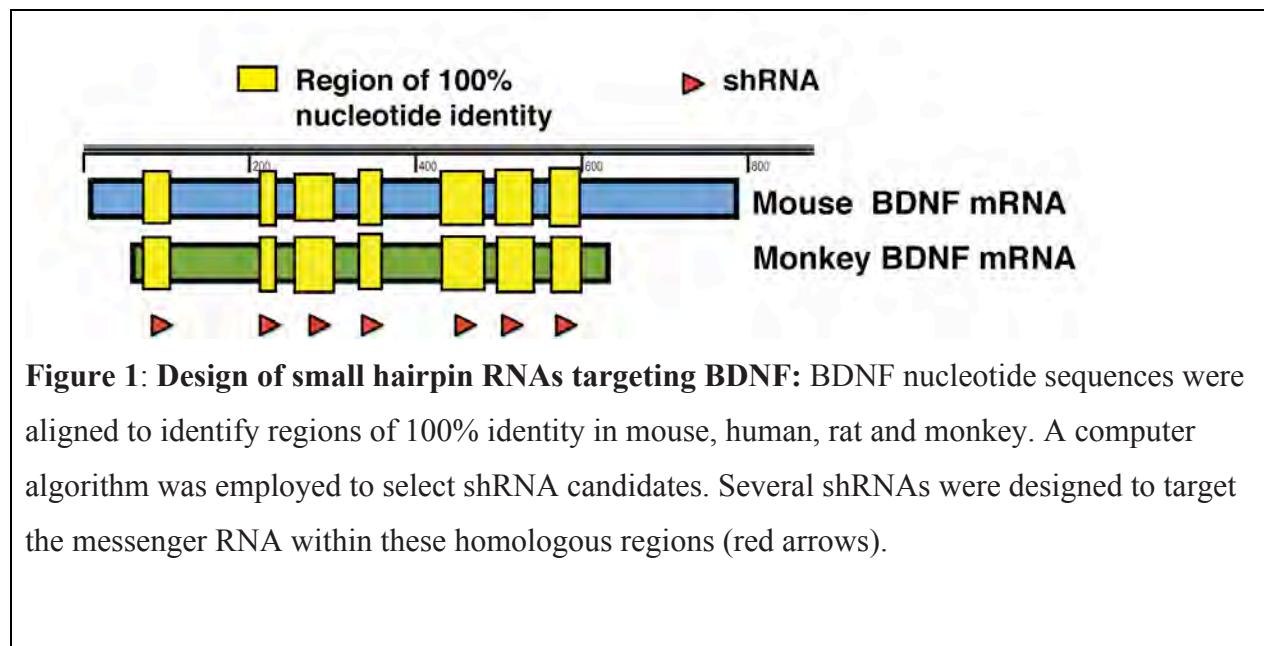 Region of 100%
nucleotide identity
shRNA
200
400
600
800
Mouse BDNF mRNA
Monkey BDNF mRNA
Figure 1: Design of small hairpin RNAs targeting BDNF: BDNF nucleotide sequences were
aligned to identify regions of 100% identity in mouse, human, rat and monkey. A computer
algorithm was employed to select shRNA candidates. Several shRNAs were designed to target
the messenger RNA within these homologous regions (red arrows).